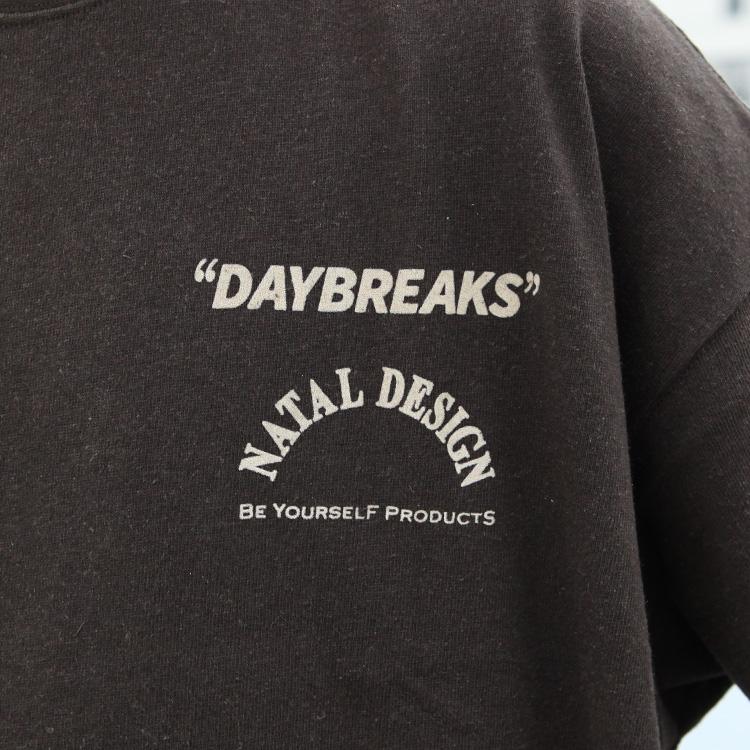 “DAYBREAKS”
NATAL DESIGN
BE YOURSELF PRODUCTS